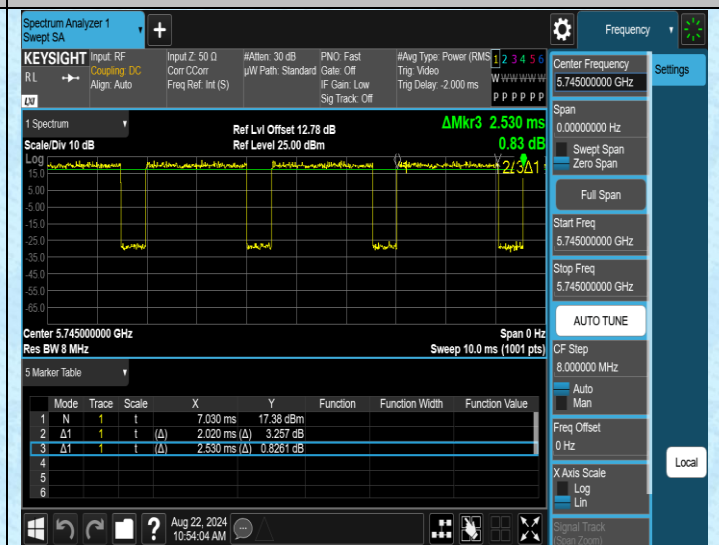 Spectrum Analyzer 1
Swept SA
+
Frequency
KEYSIGHT
RL
LXI
Input: RF
Coupling: DC
Align: Auto
Input Z: 50 Ω
Corr CCorr
Freq Ref: Int (S)
#Atten: 30 dB
µW Path: Standard
PNO: Fast
Gate: Off
IF Gain: Low
Sig Track: Off
#Avg Type: Power (RMS
Trig: Video
Trig Delay: -2.000 ms
1 2 3 4 5 6
W W W W W W
P P P P P P
1 Spectrum
Scale/Div 10 dB
Ref Lvl Offset 12.78 dB
Ref Level 25.00 dBm
ΔMkr3 2.530 ms
0.83 dB
Log
15.0
5.00
-5.00
-15.0
-25.0
-35.0
-45.0
-55.0
-65.0
2/3Δ1
Center 5.745000000 GHz
Res BW 8 MHz
Span 0 Hz
Sweep 10.0 ms (1001 pts)
5 Marker Table
Mode Trace Scale X Y Function Function Width Function Value
1 N 1 t 7.030 ms 17.38 dBm
2 Δ1 1 t (Δ) 2.020 ms (Δ) 3.257 dB
3 Δ1 1 t (Δ) 2.530 ms (Δ) 0.8261 dB
4
5
6
? Aug 22, 2024
10:54:04 AM
Center Frequency
5.745000000 GHz
Span
0.00000000 Hz
Swept Span
Zero Span
Full Span
Start Freq
5.745000000 GHz
Stop Freq
5.745000000 GHz
AUTO TUNE
CF Step
8.000000 MHz
Auto
Man
Freq Offset
0 Hz
X Axis Scale
Log
Lin
Signal Track
(Span Zoom)
Settings
Local